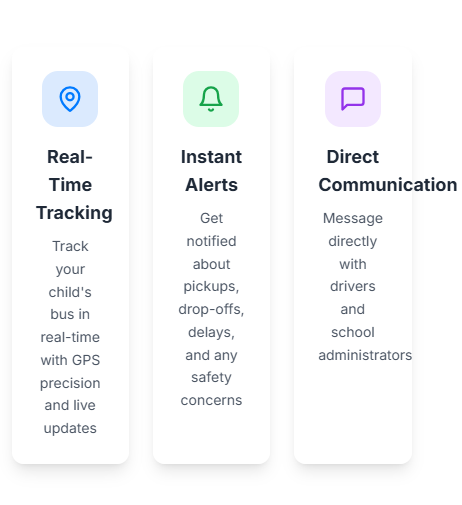 Real-
Time
Tracking
Track
your
child's
bus in
real-time
with GPS
precision
and live
updates
Instant
Alerts
Get
notified
about
pickups,
drop-offs,
delays,
and any
safety
concerns
Direct
Communication
Message
directly
with
drivers
and
school
administrators